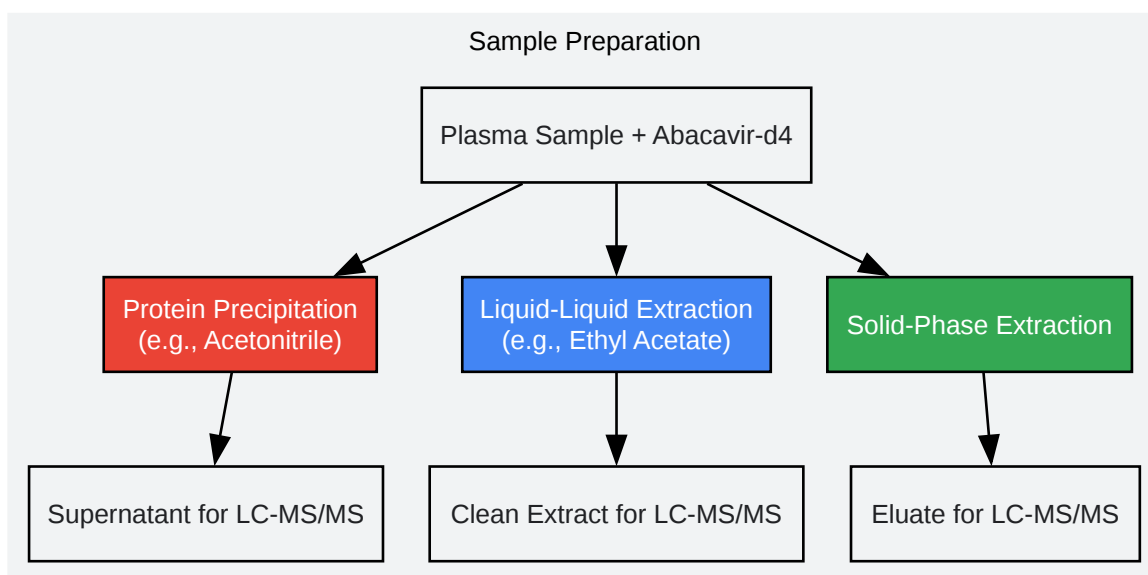 Sample Preparation
Plasma Sample + Abacavir-d4
Protein Precipitation
(e.g., Acetonitrile)
Liquid-Liquid Extraction
(e.g., Ethyl Acetate)
Solid-Phase Extraction
Supernatant for LC-MS/MS
Clean Extract for LC-MS/MS
Eluate for LC-MS/MS